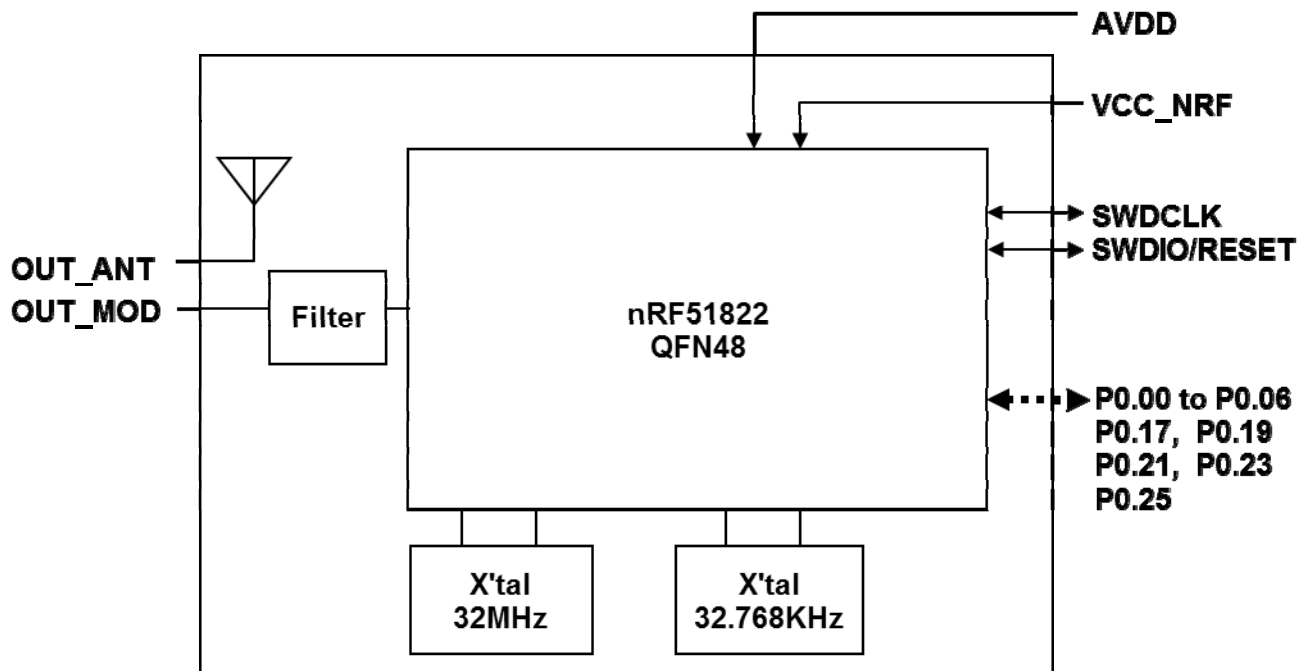 AVDD
VCC_NRF
SWDCLK
SWDIO/RESET
OUT_ANT
OUT_MOD
Filter
nRF51822
QFN48
P0.00 to P0.06
P0.17, P0.19
P0.21, P0.23
P0.25
X'tal
32MHz
X'tal
32.768KHz